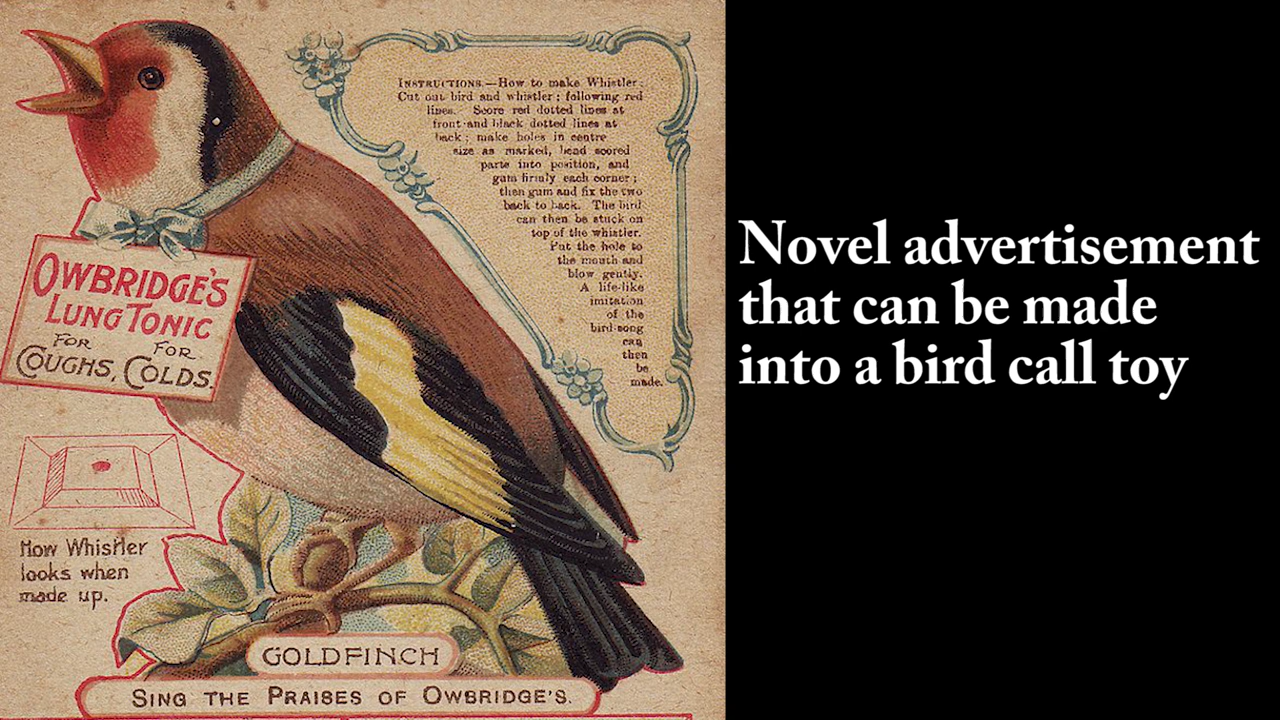 INSTRUCTIONS.—How to make Whistler:
Cut out bird and whistler; following red
lines. Score red dotted lines at
front and black dotted lines at
back; make holes in centre
size as marked, bend scored
parts into position, and
gum firmly each corner;
then gum and fix the two
back to back. The bird
can then be stuck on
top of the whistler.
Put the hole to
the mouth and
blow gently.
A life-like
imitation
of the
bird-song
can
then
be
made.
OWBRIDGE'S
LUNG TONIC
FOR FOR
COUGHS, COLDS.
How Whistler
looks when
made up.
GOLDFINCH
SING THE PRAISES OF OWBRIDGE'S.
Novel advertisement
that can be made
into a bird call toy